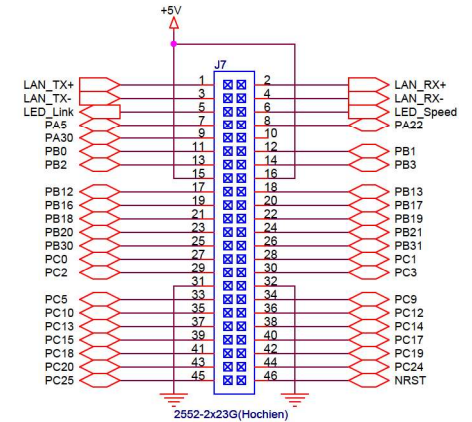 +5V
J7
LAN_TX+ 1 2 LAN_RX+
LAN_TX- 3 4 LAN_RX-
LED_Link 5 6 LED_Speed
PA5 7 8 PA22
PA30 9 10
PB0 11 12 PB1
PB2 13 14 PB3
15 16
PB12 17 18 PB13
PB16 19 20 PB17
PB18 21 22 PB19
PB20 23 24 PB21
PB30 25 26 PB31
PC0 27 28 PC1
PC2 29 30 PC3
31 32
PC5 33 34 PC9
PC10 35 36 PC12
PC13 37 38 PC14
PC15 39 40 PC17
PC18 41 42 PC19
PC20 43 44 PC24
PC25 45 46 NRST
2552-2x23G(Hochien)